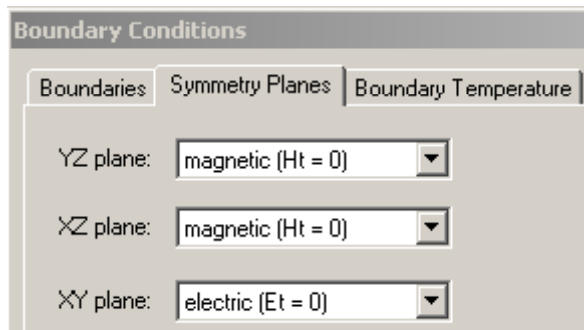 Boundary Conditions
Boundaries Symmetry Planes Boundary Temperature
YZ plane: magnetic (Ht = 0)
XZ plane: magnetic (Ht = 0)
XY plane: electric (Et = 0)